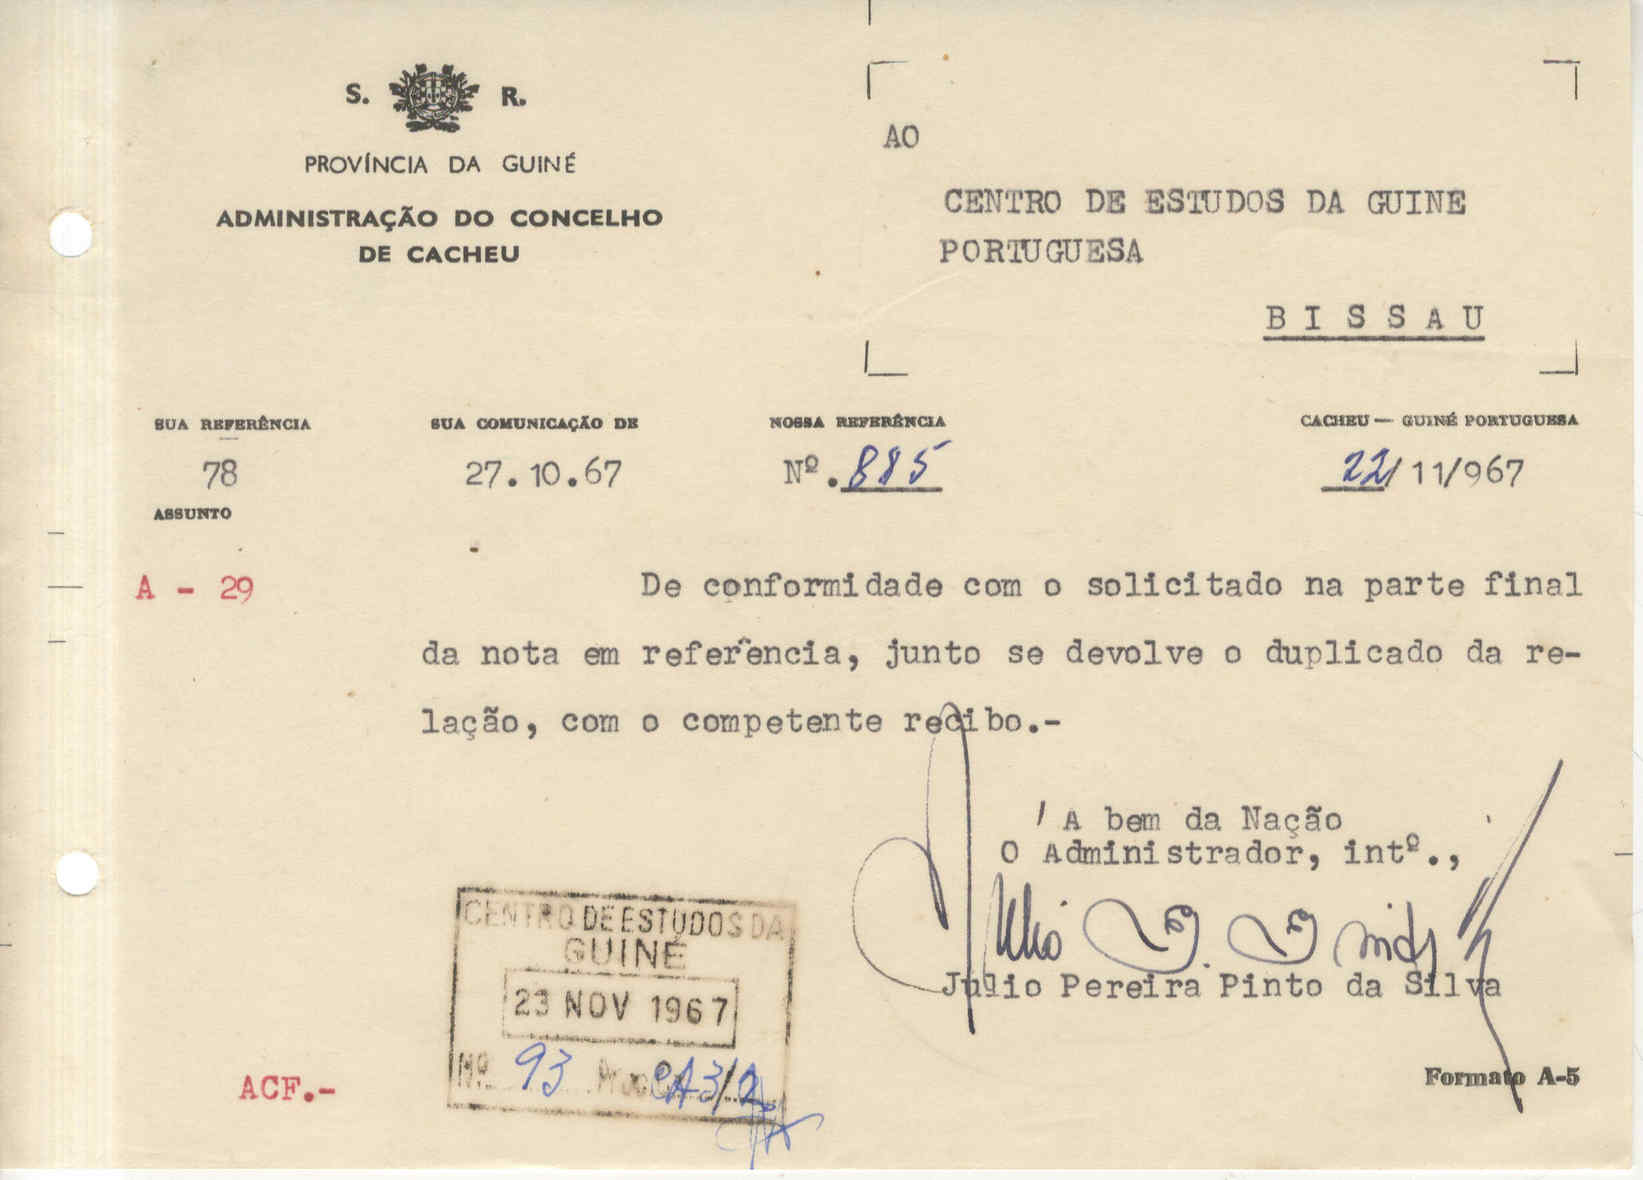 S. R.
PROVÍNCIA DA GUINÉ
ADMINISTRAÇÃO DO CONCELHO
DE CACHEU
AO
CENTRO DE ESTUDOS DA GUINE
PORTUGUESA
B I S S A U
SUA REFERÊNCIA
78
SUA COMUNICAÇÃO DE
27.10.67
NOSSA REFERÊNCIA
Nº. 885
CACHEU — GUINÉ PORTUGUESA
22/11/967
ASSUNTO
A - 29
De conformidade com o solicitado na parte final
da nota em referência, junto se devolve o duplicado da re-
lação, com o competente recibo.-
A bem da Nação
O Administrador, intº.,
Julio Pereira Pinto da Silva
CENTRO DE ESTUDOS DA
GUINÉ
23 NOV 1967
Nº 93 A3/2
ACF.-
Formato A-5